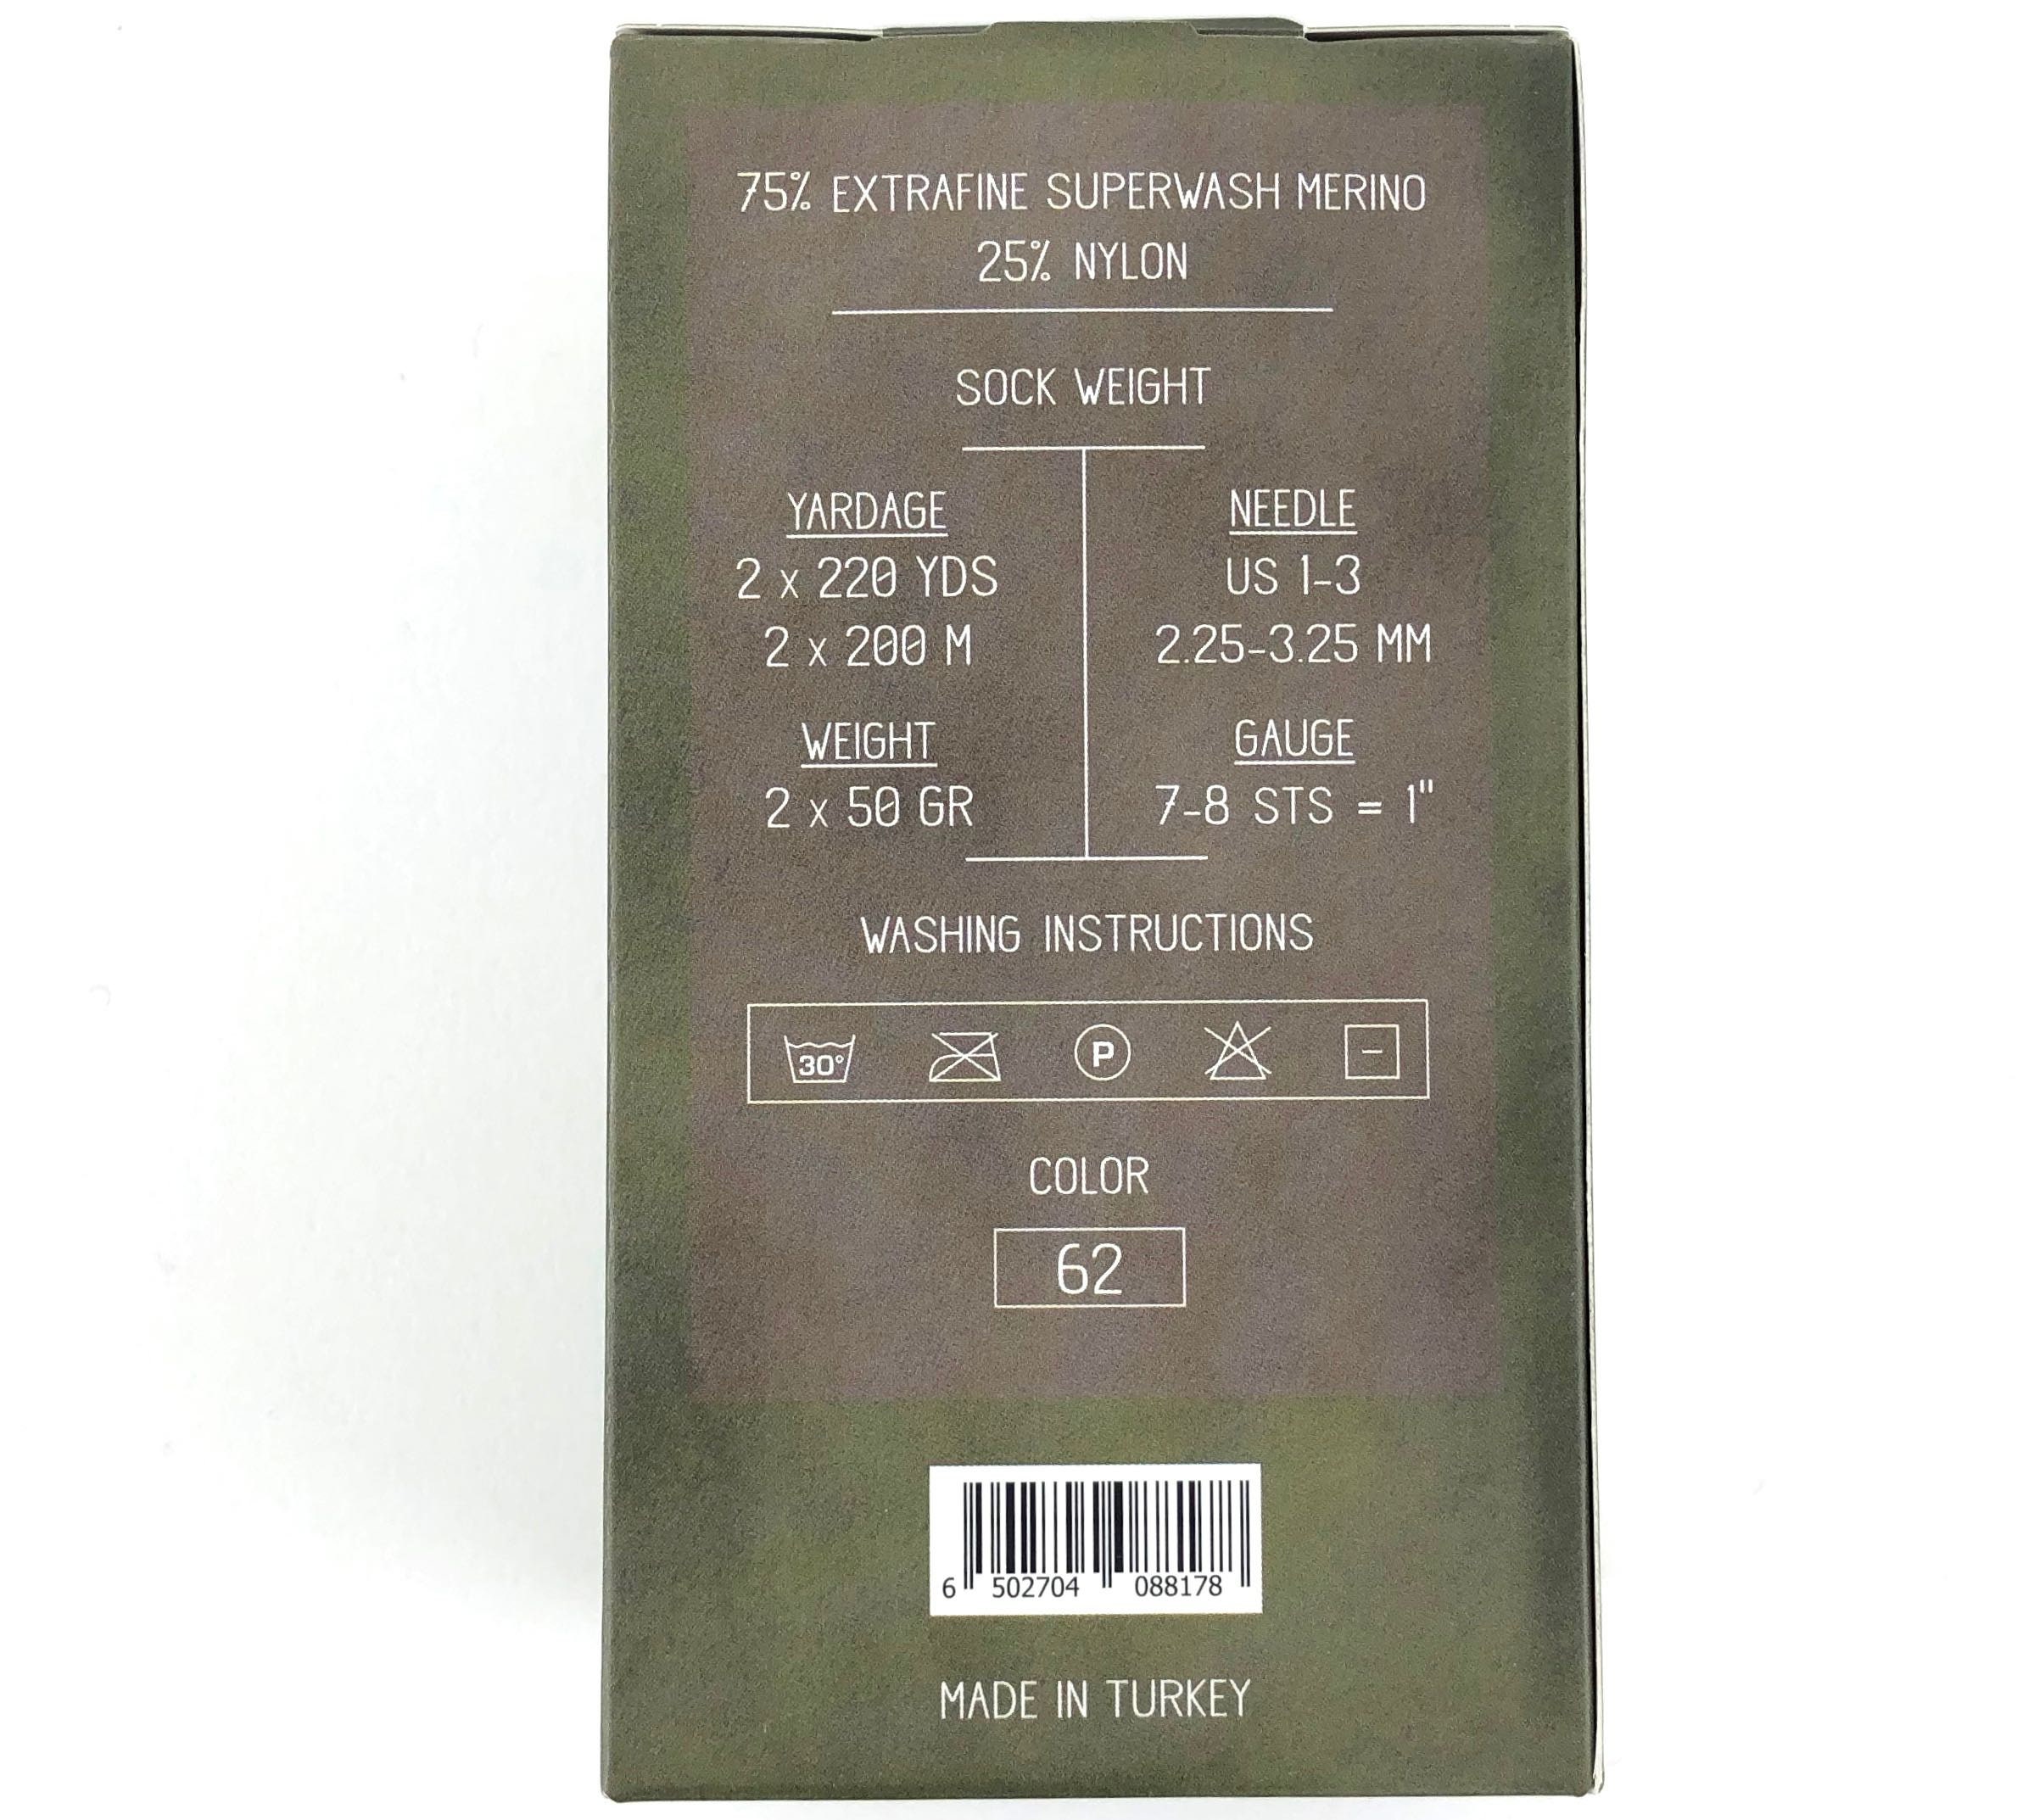 75% EXTRAFINE SUPERWASH MERINO
25% NYLON
SOCK WEIGHT
YARDAGE
2 x 220 YDS
2 x 200 M
WEIGHT
2 x 50 GR
NEEDLE
US 1-3
2.25-3.25 MM
GAUGE
7-8 STS = 1"
WASHING INSTRUCTIONS
30° P
COLOR
62
6 502704 088178
MADE IN TURKEY